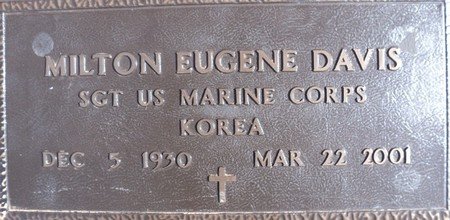 MILTON EUGENE DAVIS
SGT US MARINE CORPS
KOREA
DEC 5 1930 MAR 22 2001